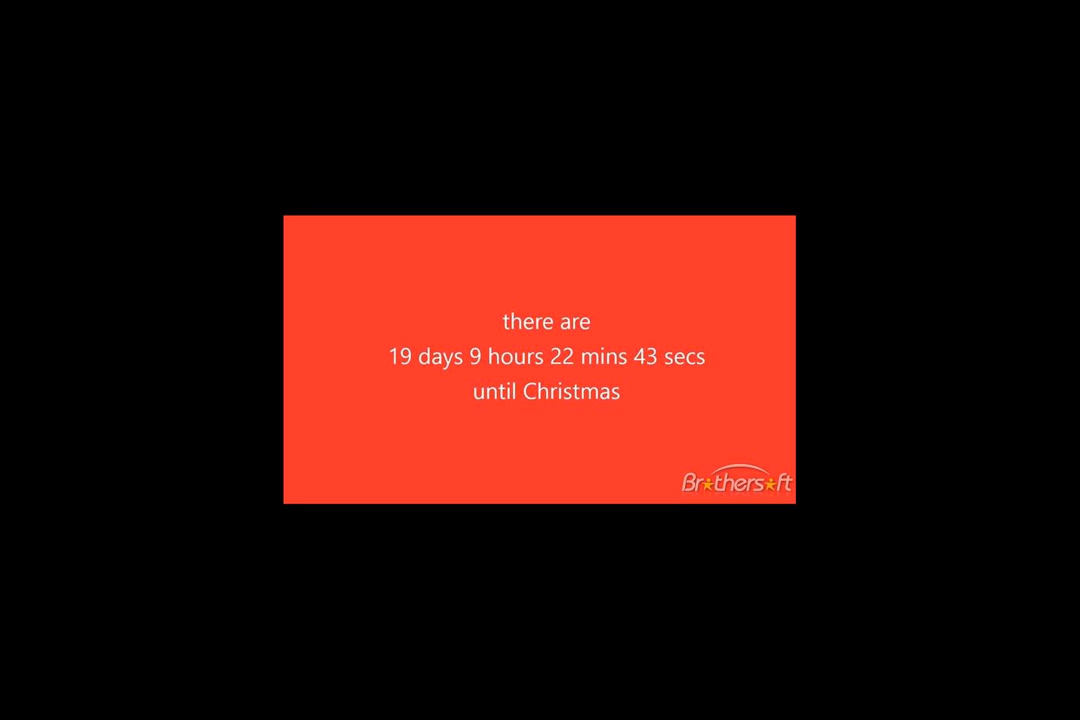 there are
19 days 9 hours 22 mins 43 secs
until Christmas
Brothersoft